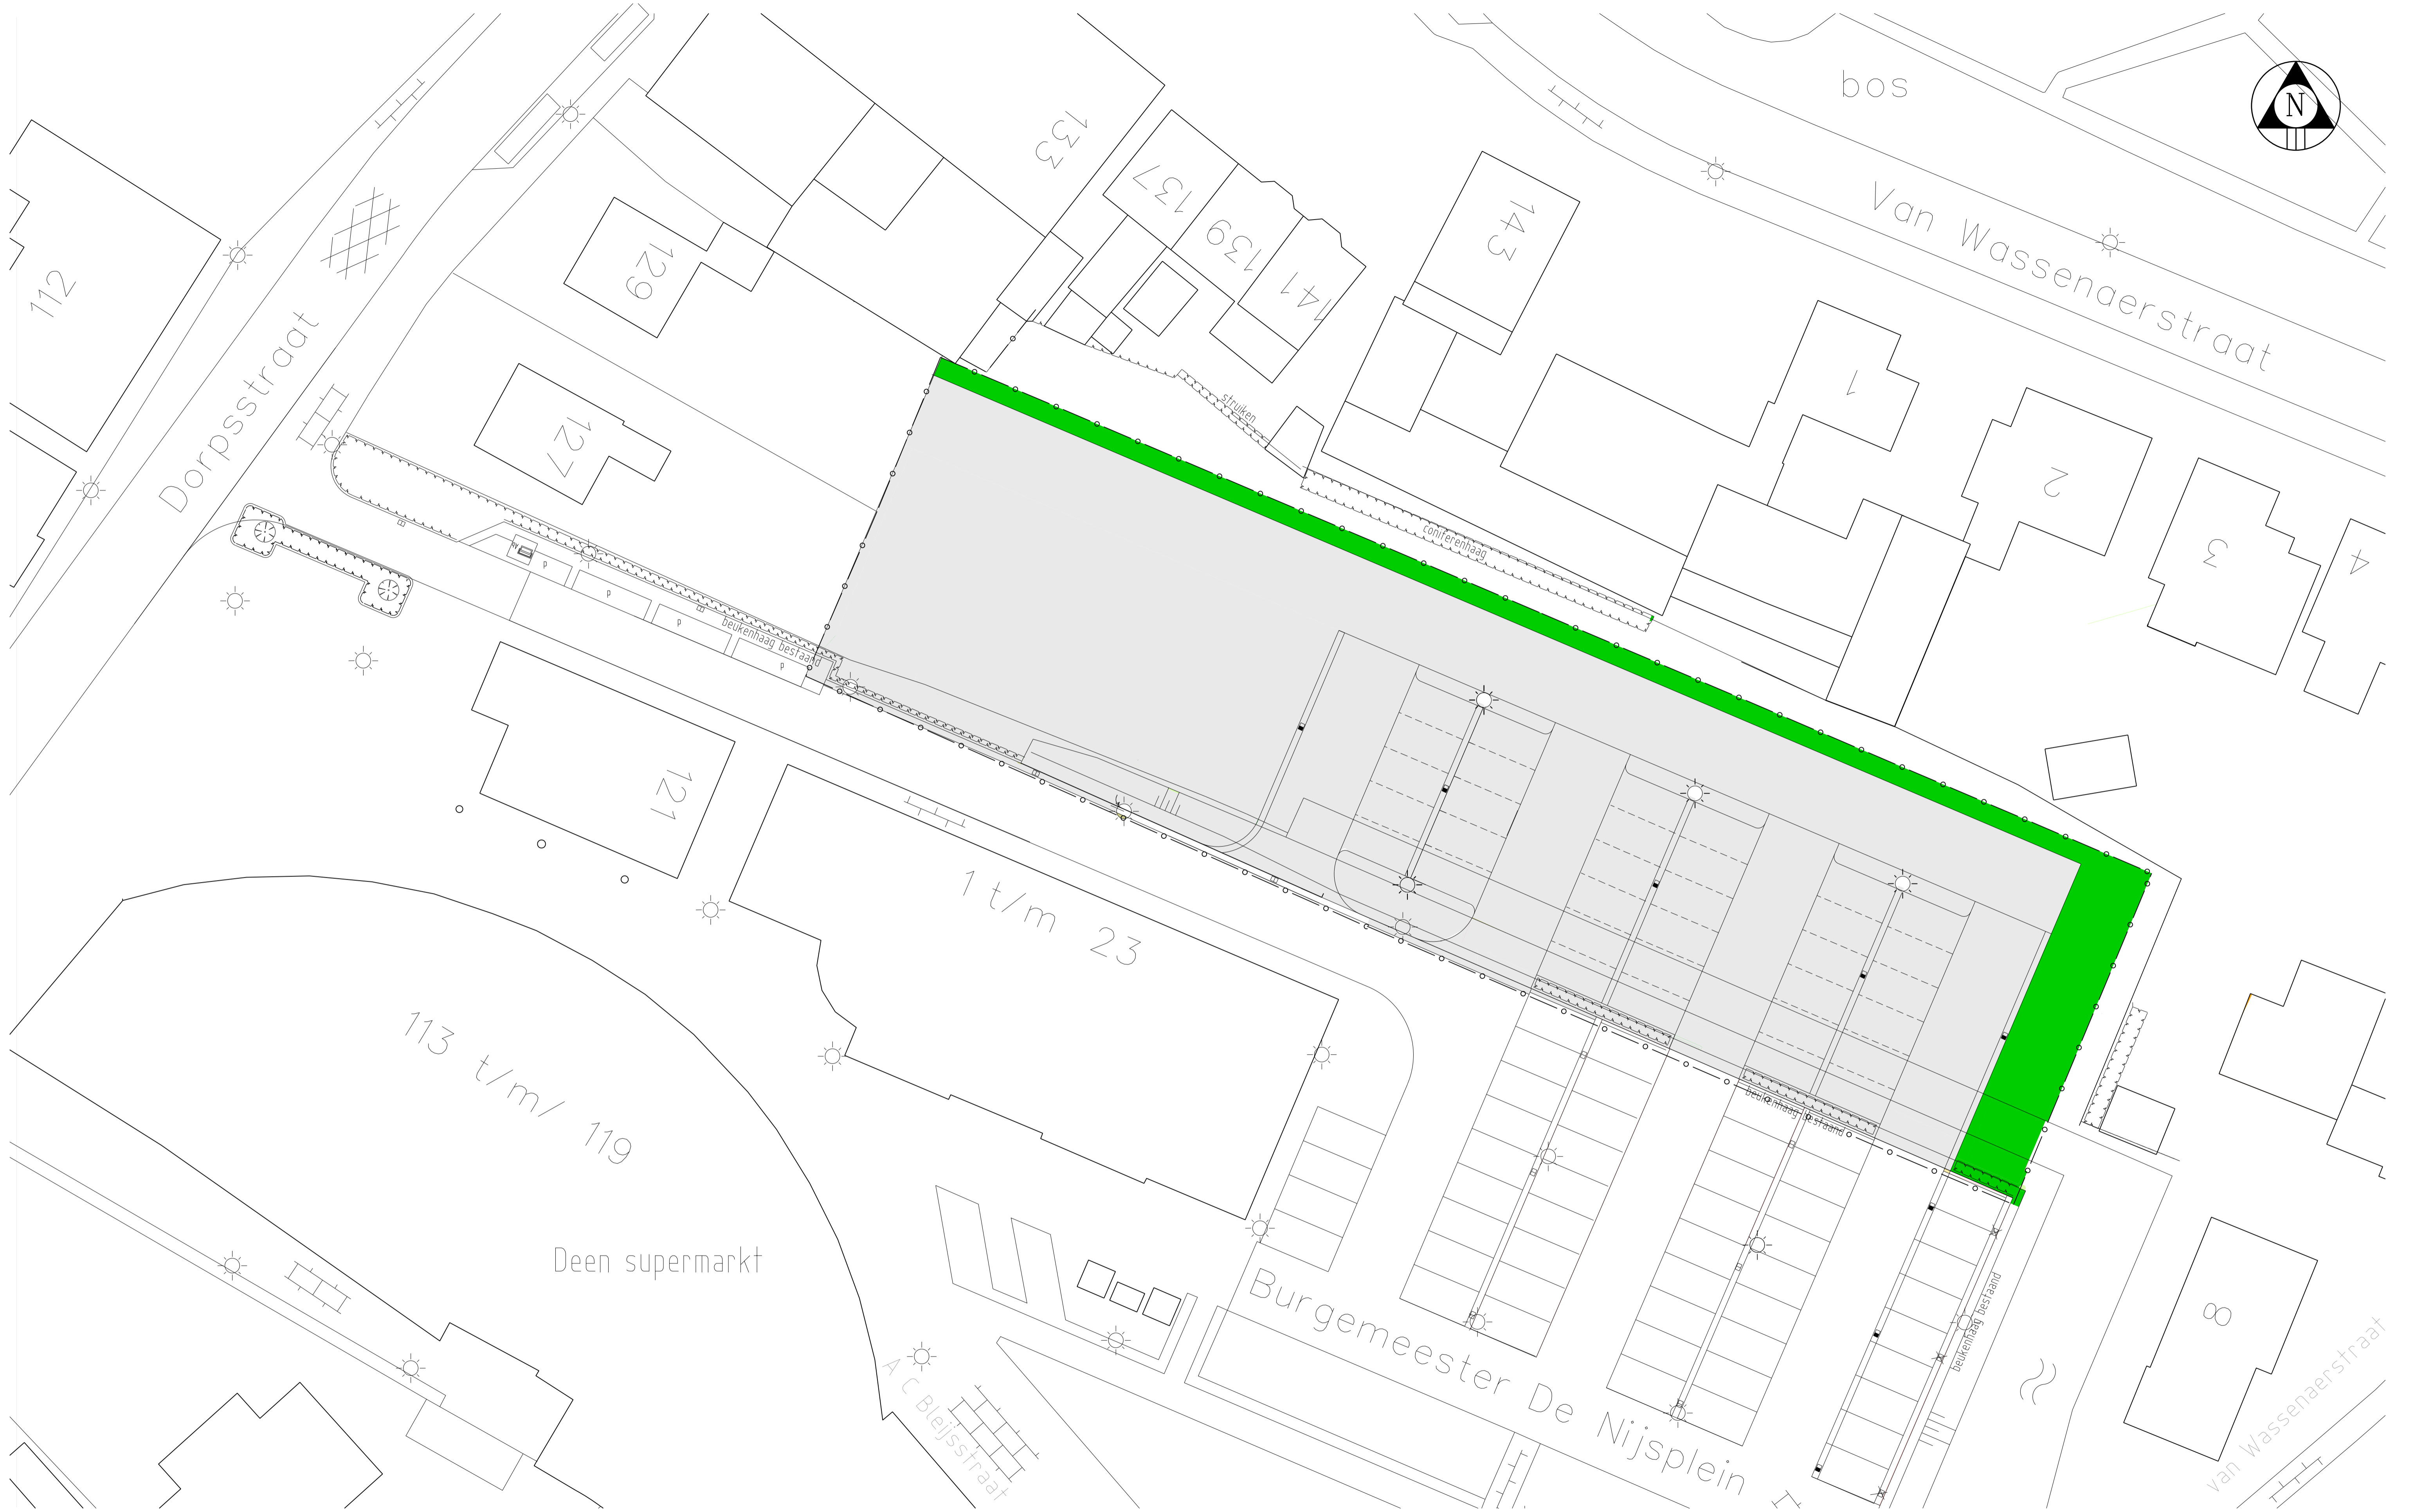 bos
N
133
137
139
141
143
Van Wassenaerstraat
129
112
1
Dorpsstraat
struiken
127
2
3
4
coniferenhaag
p
p
p
p
beukenhaag bestaand
121
1 t/m 23
113 t/m/ 119
beukenhaag bestaand
Deen supermarkt
Burgemeester De Nijsplein
beukenhaag bestaand
8
A C Bleijsstraat
van Wassenaerstraat